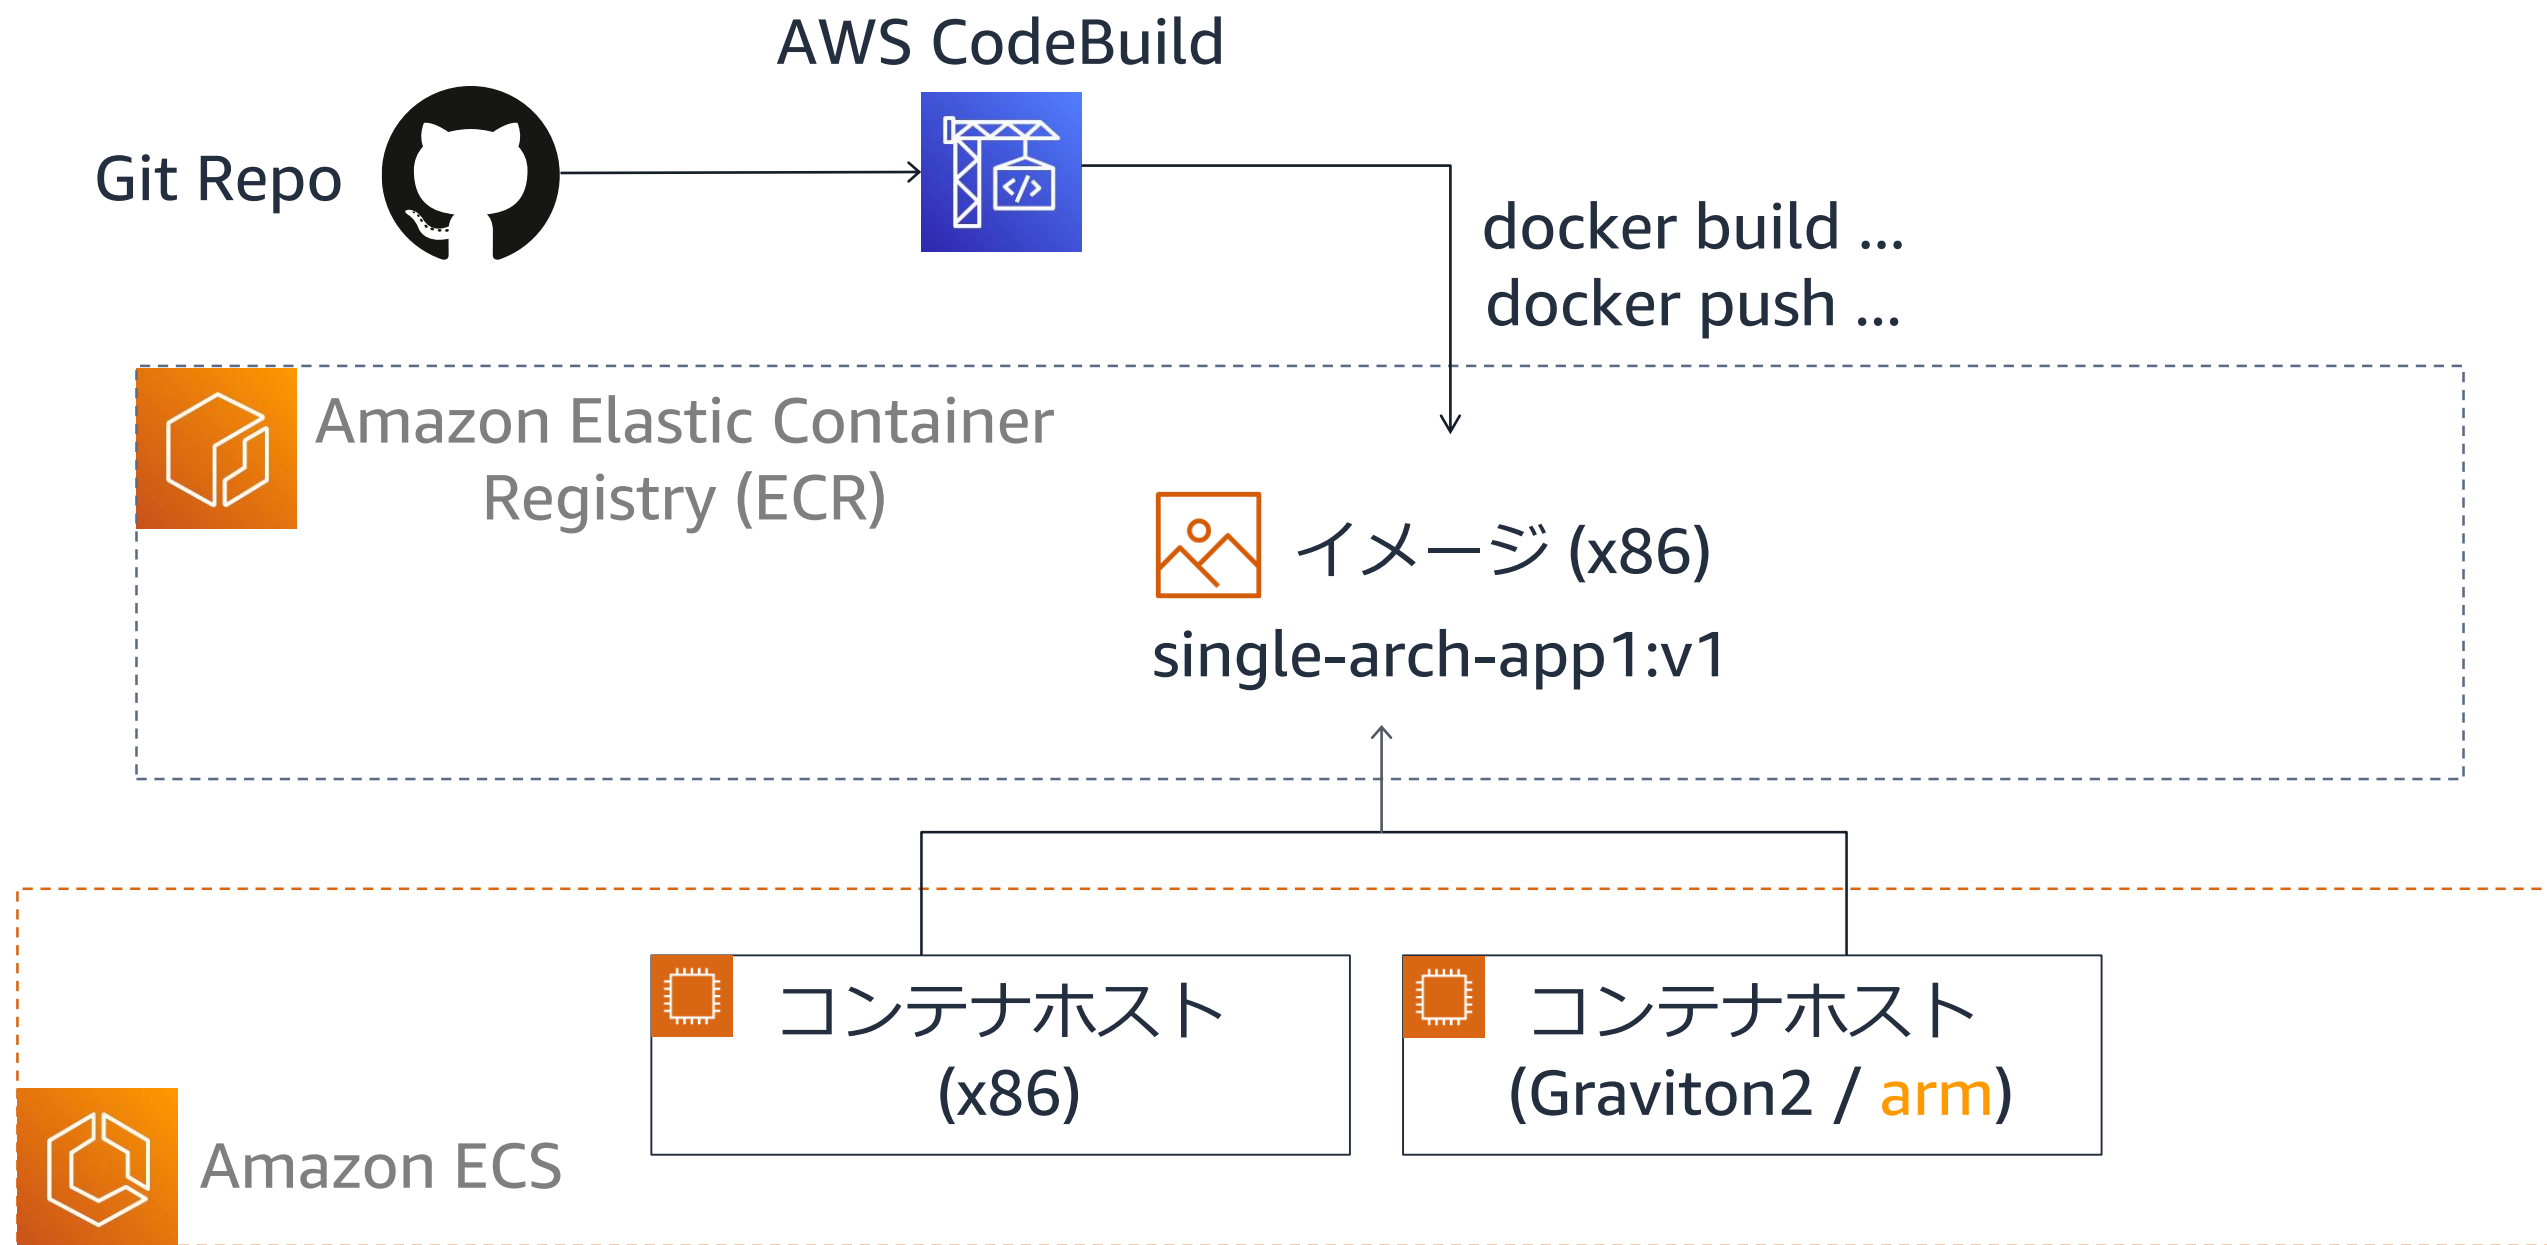 AWS CodeBuild
Git Repo
docker build ...
docker push ...
Amazon Elastic Container
Registry (ECR)
イメージ (x86)
single-arch-app1:v1
コンテナホスト
(x86)
コンテナホスト
(Graviton2 / arm)
Amazon ECS